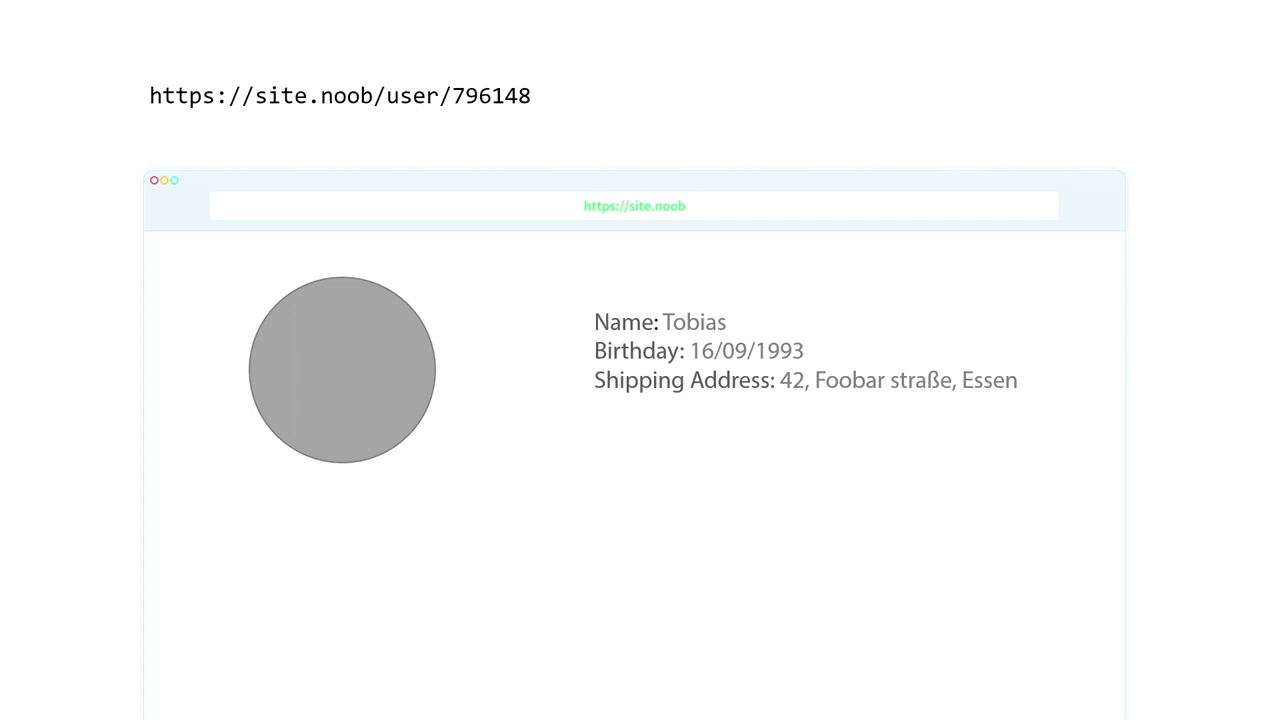 https://site.noob/user/796148
https://site.noob
Name: Tobias
Birthday: 16/09/1993
Shipping Address: 42, Foobar straße, Essen